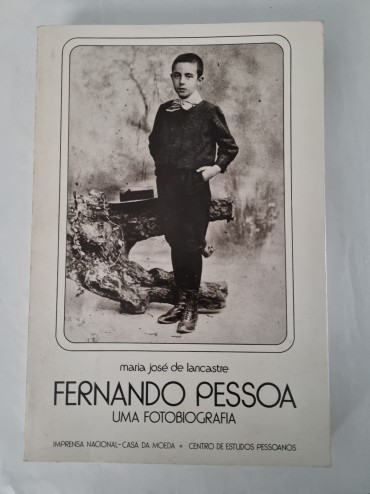 maria josé de lancastre
FERNANDO PESSOA
UMA FOTOBIOGRAFIA
IMPRENSA NACIONAL-CASA DA MOEDA • CENTRO DE ESTUDOS PESSOANOS